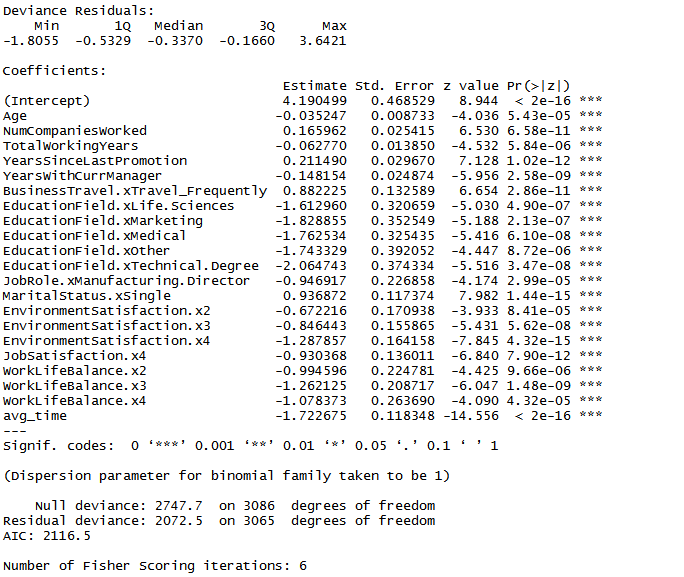 Deviance Residuals:
    Min       1Q   Median       3Q      Max
-1.8055  -0.5329  -0.3370  -0.1660   3.6421

Coefficients:
                                  Estimate Std. Error z value Pr(>|z|)
(Intercept)                       4.190499   0.468529   8.944  < 2e-16 ***
Age                              -0.035247   0.008733  -4.036 5.43e-05 ***
NumCompaniesWorked                0.165962   0.025415   6.530 6.58e-11 ***
TotalWorkingYears                -0.062770   0.013850  -4.532 5.84e-06 ***
YearsSinceLastPromotion           0.211490   0.029670   7.128 1.02e-12 ***
YearsWithCurrManager             -0.148154   0.024874  -5.956 2.58e-09 ***
BusinessTravel.xTravel_Frequently 0.882225   0.132589   6.654 2.86e-11 ***
EducationField.xLife.Sciences    -1.612960   0.320659  -5.030 4.90e-07 ***
EducationField.xMarketing        -1.828855   0.352549  -5.188 2.13e-07 ***
EducationField.xMedical          -1.762534   0.325435  -5.416 6.10e-08 ***
EducationField.xOther            -1.743329   0.392052  -4.447 8.72e-06 ***
EducationField.xTechnical.Degree -2.064743   0.374334  -5.516 3.47e-08 ***
JobRole.xManufacturing.Director  -0.946917   0.226858  -4.174 2.99e-05 ***
MaritalStatus.xSingle             0.936872   0.117374   7.982 1.44e-15 ***
EnvironmentSatisfaction.x2       -0.672216   0.170938  -3.933 8.41e-05 ***
EnvironmentSatisfaction.x3       -0.846443   0.155865  -5.431 5.62e-08 ***
EnvironmentSatisfaction.x4       -1.287857   0.164158  -7.845 4.32e-15 ***
JobSatisfaction.x4               -0.930368   0.136011  -6.840 7.90e-12 ***
WorkLifeBalance.x2               -0.994596   0.224781  -4.425 9.66e-06 ***
WorkLifeBalance.x3               -1.262125   0.208717  -6.047 1.48e-09 ***
WorkLifeBalance.x4               -1.078373   0.263690  -4.090 4.32e-05 ***
avg_time                         -1.722675   0.118348 -14.556  < 2e-16 ***
---
Signif. codes:  0 ‘***’ 0.001 ‘**’ 0.01 ‘*’ 0.05 ‘.’ 0.1 ‘ ’ 1

(Dispersion parameter for binomial family taken to be 1)

    Null deviance: 2747.7  on 3086  degrees of freedom
Residual deviance: 2072.5  on 3065  degrees of freedom
AIC: 2116.5

Number of Fisher Scoring iterations: 6